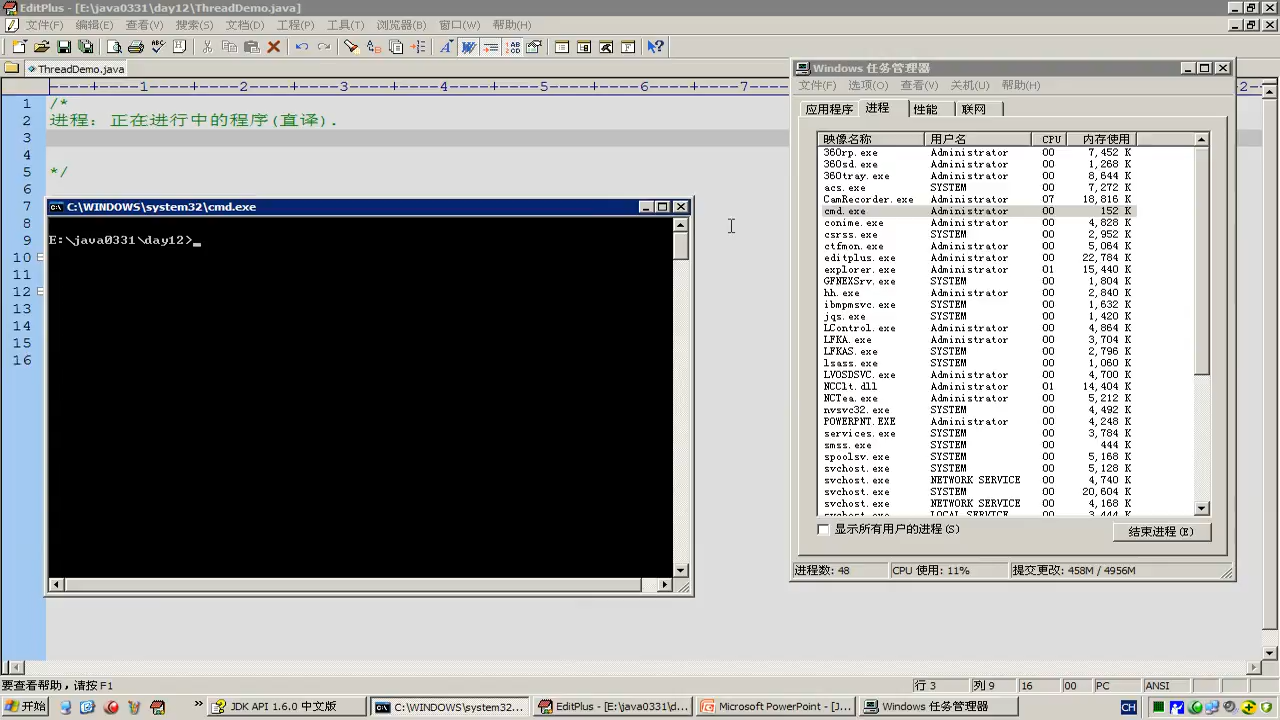 EditPlus - [E:\java0331\day12\ThreadDemo.java]
文件(F) 编辑(E) 查看(V) 搜索(S) 文档(D) 工程(P) 工具(T) 浏览器(B) 窗口(W) 帮助(H)
ThreadDemo.java
----+----1----+----2----+----3----+----4----+----5----+----6----+----7
5 2
1 /*
2 进程：正在进行中的程序(直译).
3
4
5 */
6
7
8
9
10
11
12
13
14
15
16
C:\WINDOWS\system32\cmd.exe
E:\java0331\day12>_
Windows 任务管理器
文件(F) 选项(O) 查看(V) 关机(U) 帮助(H)
应用程序 进程 性能 联网
映像名称 用户名 CPU 内存使用
360rp.exe Administrator 00 7,452 K
360sd.exe Administrator 00 1,268 K
360tray.exe Administrator 00 8,644 K
acs.exe SYSTEM 00 7,272 K
CamRecorder.exe Administrator 07 18,816 K
cmd.exe Administrator 00 152 K
conime.exe Administrator 00 4,828 K
csrss.exe SYSTEM 00 2,952 K
ctfmon.exe Administrator 00 5,064 K
editplus.exe Administrator 00 22,784 K
explorer.exe Administrator 01 15,440 K
GFNEXSrv.exe SYSTEM 00 1,804 K
hh.exe Administrator 00 2,840 K
ibmpmsvc.exe SYSTEM 00 1,632 K
jqs.exe SYSTEM 00 1,420 K
LControl.exe Administrator 00 4,864 K
LFKA.exe Administrator 00 3,704 K
LFKAS.exe SYSTEM 00 2,796 K
lsass.exe SYSTEM 00 1,060 K
LVOSDSVC.exe Administrator 00 4,700 K
NCClt.dll Administrator 01 14,404 K
NCTea.exe Administrator 00 5,212 K
nvsvc32.exe SYSTEM 00 4,492 K
POWERPNT.EXE Administrator 00 4,248 K
services.exe SYSTEM 00 3,784 K
smss.exe SYSTEM 00 444 K
spoolsv.exe SYSTEM 00 5,168 K
svchost.exe SYSTEM 00 5,128 K
svchost.exe NETWORK SERVICE 00 4,740 K
svchost.exe SYSTEM 00 20,604 K
svchost.exe NETWORK SERVICE 00 4,168 K
svchost.exe LOCAL SERVICE 00 3,444 K
显示所有用户的进程(S) 结束进程(E)
进程数: 48 CPU 使用: 11% 提交更改: 458M / 4956M
要查看帮助，请按 F1 行 3 列 9 16 00 PC ANSI
开始 JDK API 1.6.0 中文版 C:\WINDOWS\system32... EditPlus - [E:\java0331\d... Microsoft PowerPoint - [J... Windows 任务管理器 CH